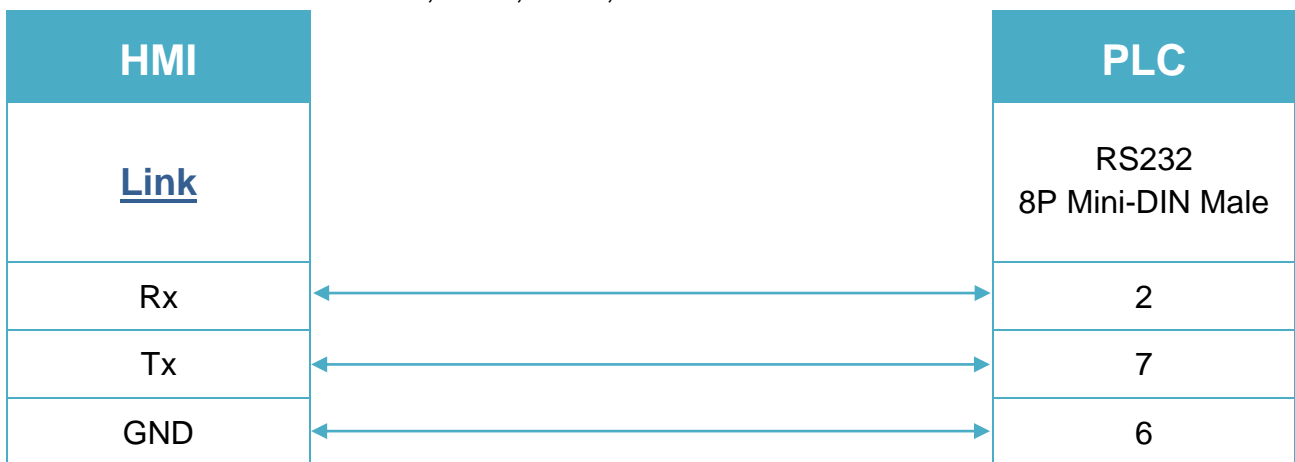 HMI PLC
Link RS232
8P Mini-DIN Male
Rx 2
Tx 7
GND 6